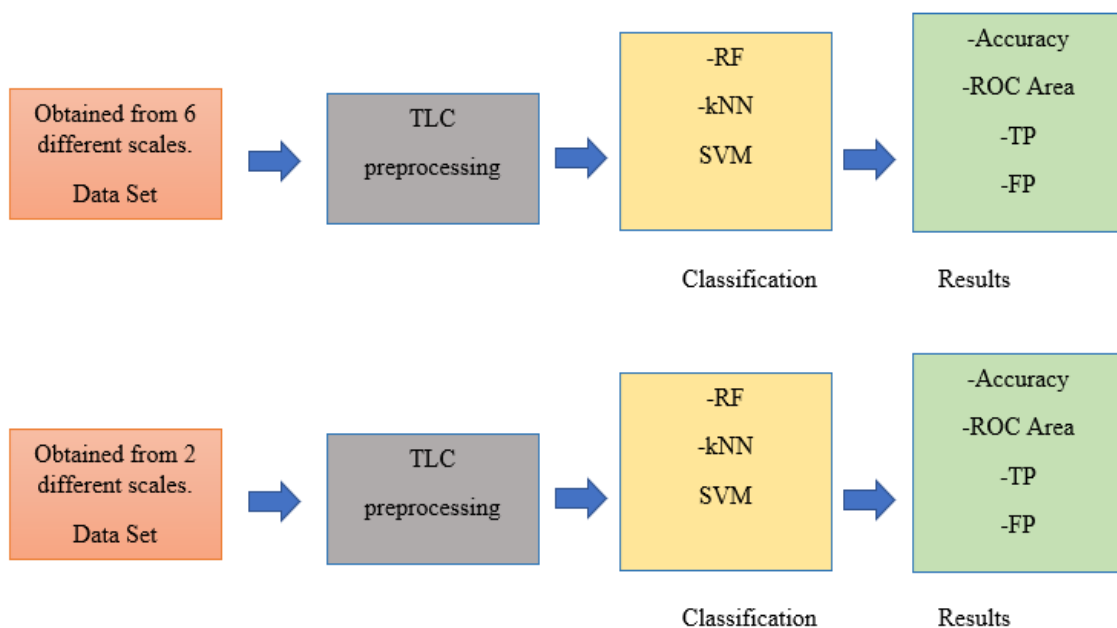 Obtained from 6
different scales.
Data Set
TLC
preprocessing
-RF
-kNN
SVM
-Accuracy
-ROC Area
-TP
-FP
Classification
Results
Obtained from 2
different scales.
Data Set
TLC
preprocessing
-RF
-kNN
SVM
-Accuracy
-ROC Area
-TP
-FP
Classification
Results